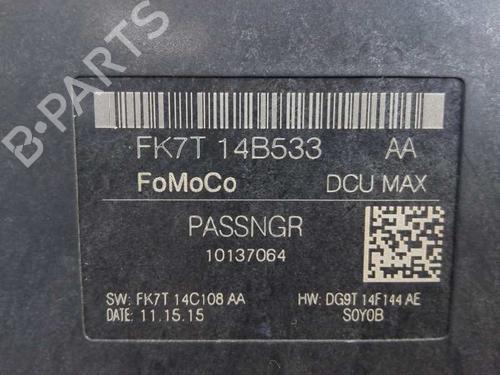 B-PARTS
FK7T 14B533 AA
FoMoCo DCU MAX
PASSNGR
10137064
SW: FK7T 14C108 AA HW: DG9T 14F144 AE
DATE: 11.15.15 S0Y0B